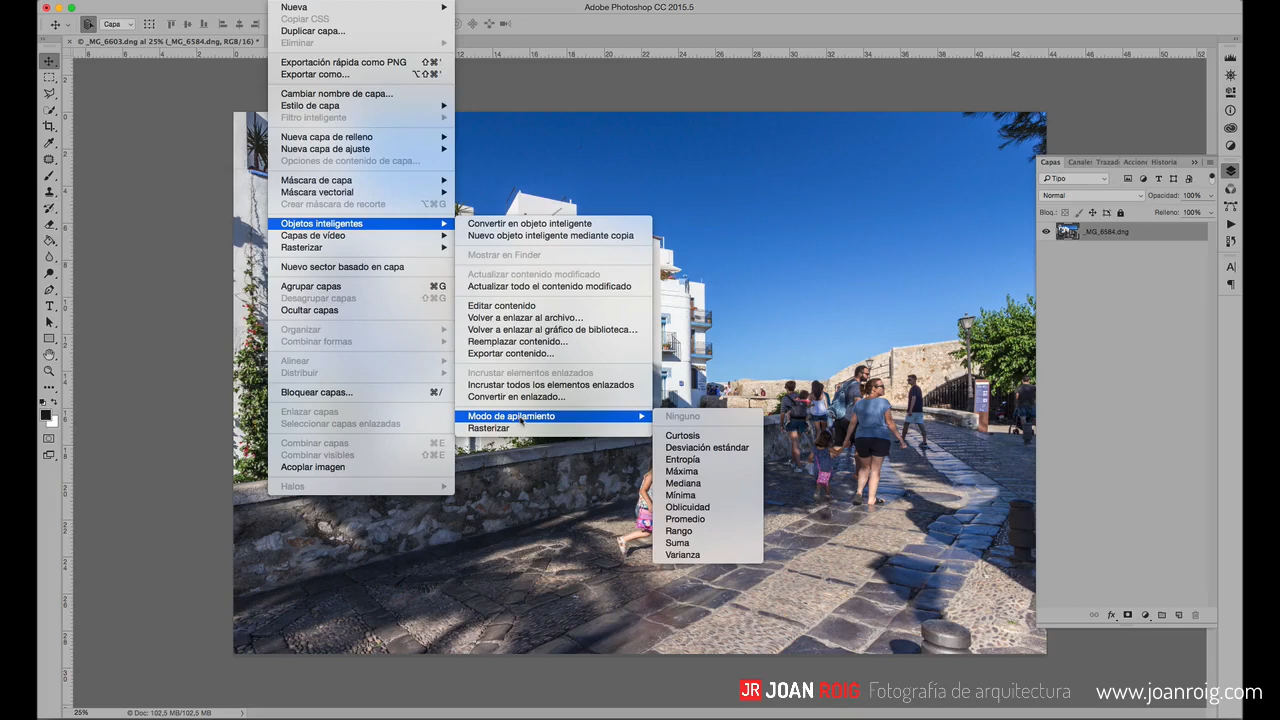 Adobe Photoshop CC 2015.5
Capa
© _MG_6603.dng al 25% (_MG_6584.dng, RGB/16) *
Nueva
Copiar CSS
Duplicar capa...
Eliminar
Exportación rápida como PNG ⇧⌘'
Exportar como... ⌥⇧⌘'
Cambiar nombre de capa...
Estilo de capa
Filtro inteligente
Nueva capa de relleno
Nueva capa de ajuste
Opciones de contenido de capa...
Máscara de capa
Máscara vectorial
Crear máscara de recorte ⌥⌘G
Objetos inteligentes
Capas de vídeo
Rasterizar
Nuevo sector basado en capa
Agrupar capas ⌘G
Desagrupar capas ⇧⌘G
Ocultar capas
Organizar
Combinar formas
Alinear
Distribuir
Bloquear capas... ⌘/
Enlazar capas
Seleccionar capas enlazadas
Combinar capas ⌘E
Combinar visibles ⇧⌘E
Acoplar imagen
Halos
Convertir en objeto inteligente
Nuevo objeto inteligente mediante copia
Mostrar en Finder
Actualizar contenido modificado
Actualizar todo el contenido modificado
Editar contenido
Volver a enlazar al archivo...
Volver a enlazar al gráfico de biblioteca...
Reemplazar contenido...
Exportar contenido...
Incrustar elementos enlazados
Incrustar todos los elementos enlazados
Convertir en enlazado...
Modo de apilamiento
Rasterizar
Ninguno
Curtosis
Desviación estándar
Entropía
Máxima
Mediana
Mínima
Oblicuidad
Promedio
Rango
Suma
Varianza
Capas Canales Trazad Accion Historia
Tipo
Normal Opacidad: 100%
Bloq.: Relleno: 100%
_MG_6584.dng
25% © Doc: 102,5 MB/102,5 MB
JR JOAN ROIG Fotografía de arquitectura www.joanroig.com